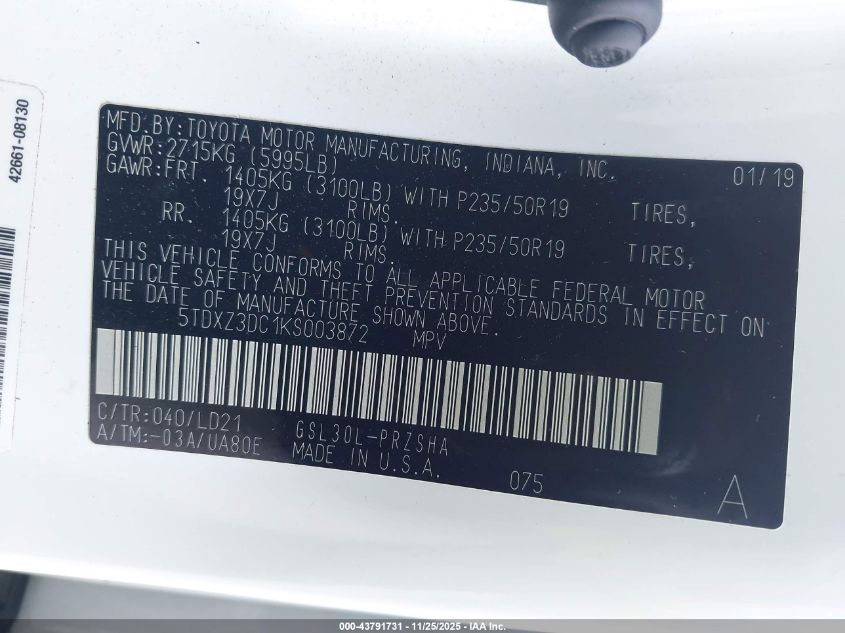 42661-08130
MFD.BY:TOYOTA MOTOR MANUFACTURING, INDIANA, INC. 01/19
GVWR:2715KG (5995LB)
GAWR:FRT. 1405KG (3100LB) WITH P235/50R19 TIRES,
19X7J RIMS.
RR. 1405KG (3100LB) WITH P235/50R19 TIRES,
19X7J RIMS.
THIS VEHICLE CONFORMS TO ALL APPLICABLE FEDERAL MOTOR
VEHICLE SAFETY AND THEFT PREVENTION STANDARDS IN EFFECT ON
THE DATE OF MANUFACTURE SHOWN ABOVE.
5TDXZ3DC1KS003872 MPV
C/TR:040/LD21 GSL30L-PRZSHA
A/TM:-03A/UA80E MADE IN U.S.A.
075 A
000-43791731 — 11/25/2025 — IAA Inc.